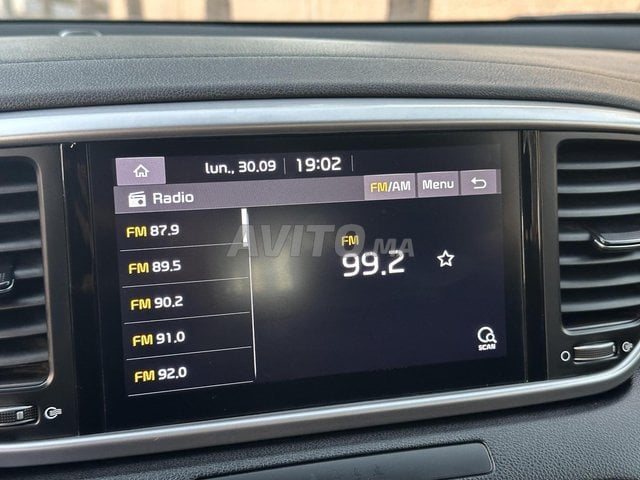 lun., 30.09 19:02
Radio FM/AM Menu
FM 87.9
FM 89.5
FM 90.2
FM 91.0
FM 92.0
FM
99.2
SCAN
AVITO.MA